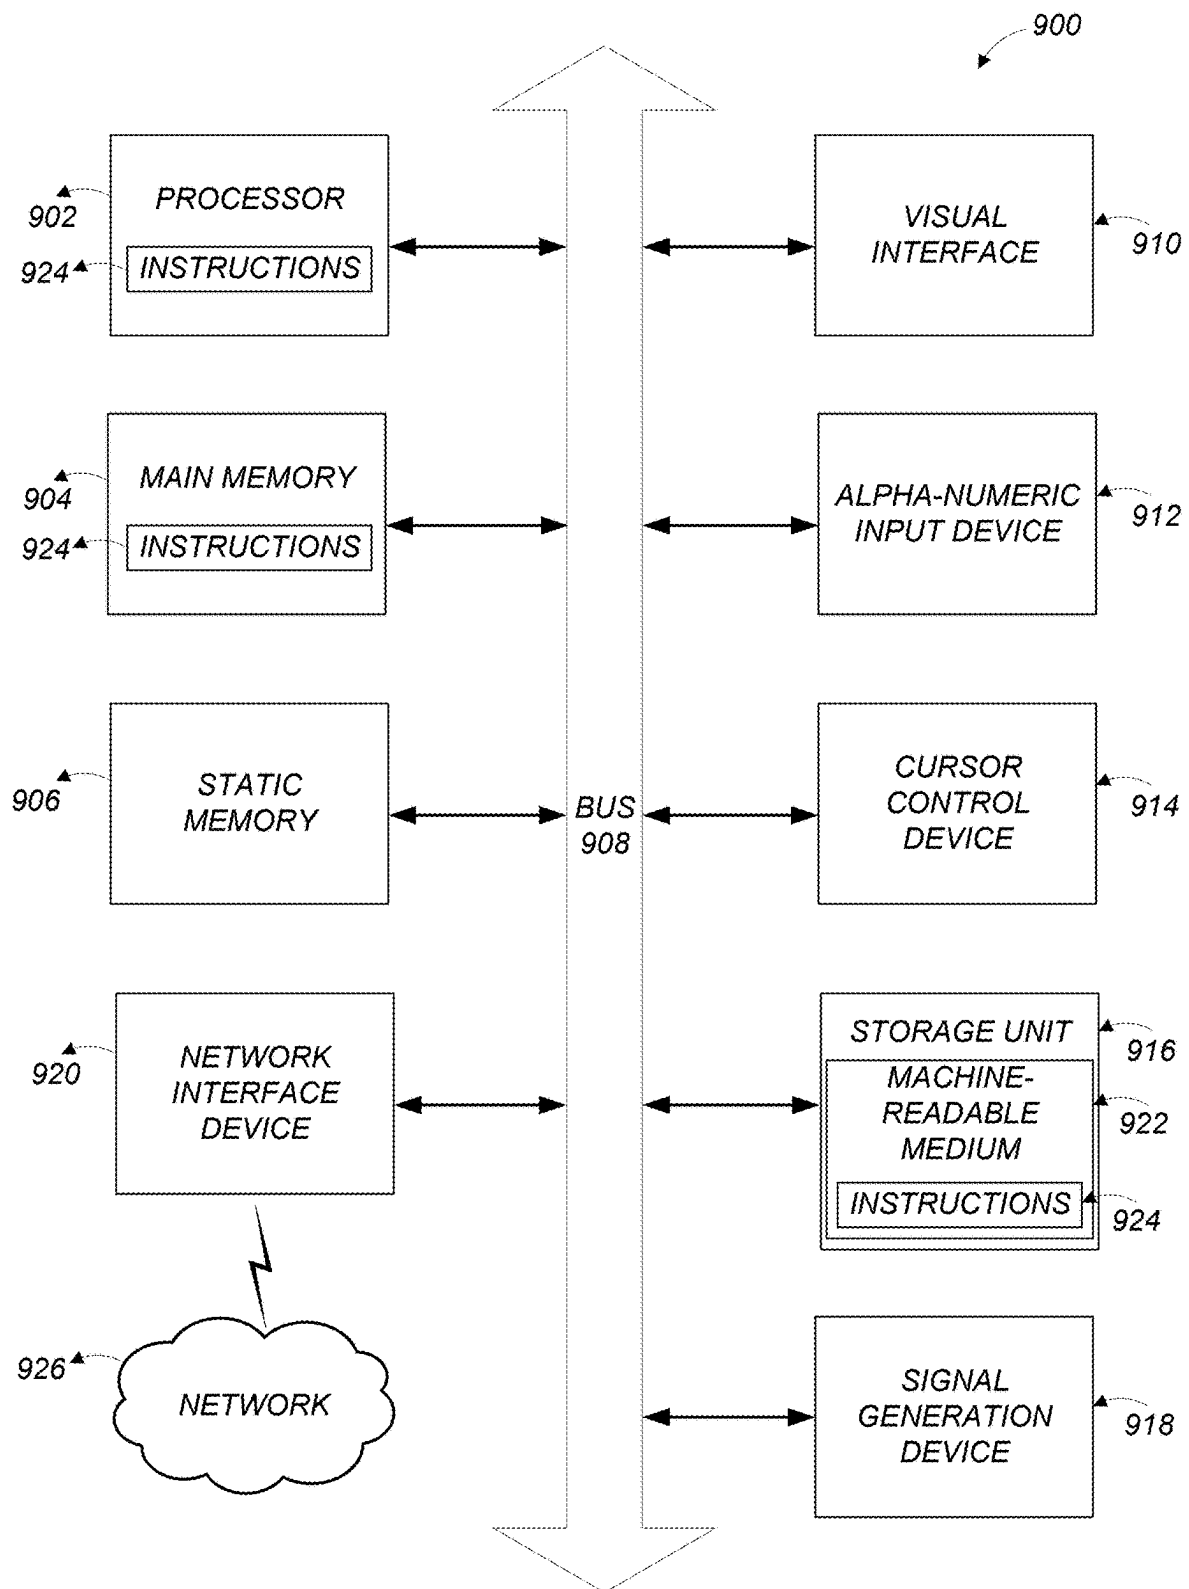 900
PROCESSOR
902
924
INSTRUCTIONS
VISUAL
INTERFACE
910
MAIN MEMORY
904
924
INSTRUCTIONS
ALPHA-NUMERIC
INPUT DEVICE
912
STATIC
MEMORY
906
BUS
908
CURSOR
CONTROL
DEVICE
914
NETWORK
INTERFACE
DEVICE
920
STORAGE UNIT
916
MACHINE-
READABLE
MEDIUM
922
INSTRUCTIONS
924
926
NETWORK
SIGNAL
GENERATION
DEVICE
918